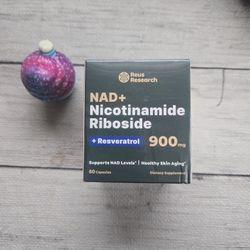 Reus
Research
NAD+
Nicotinamide
Riboside
+ Resveratrol 900mg
Supports NAD Levels* | Healthy Skin Aging*
60 Capsules Dietary Supplement